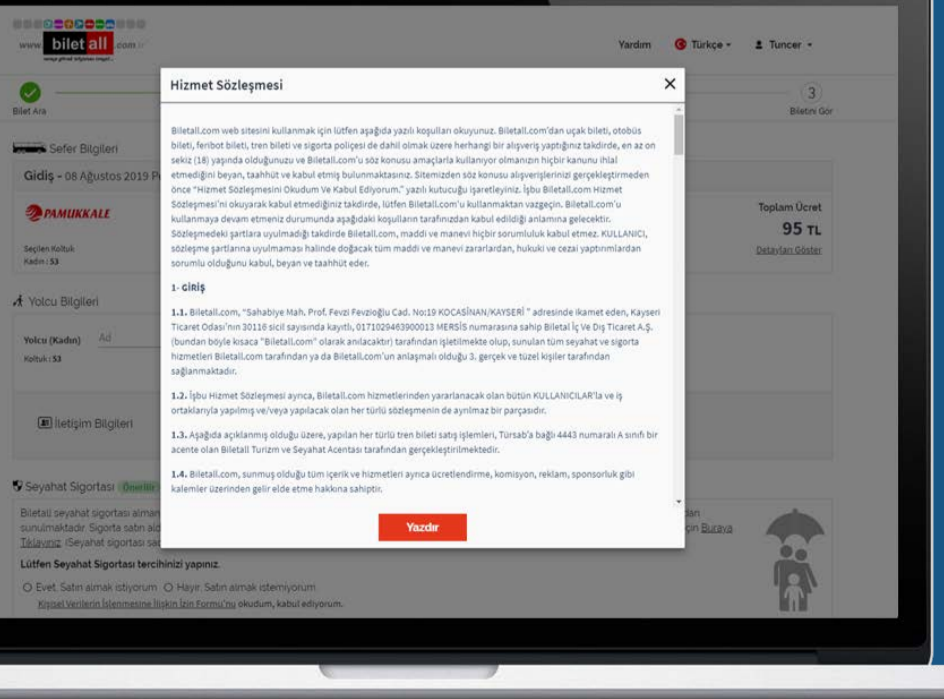 www. bilet all .com.tr
Yardım
Türkçe
Tuncer
Hizmet Sözleşmesi
Bilet Ara
3
Biletini Gör
Biletall.com web sitesini kullanmak için lütfen aşağıda yazılı koşulları okuyunuz. Biletall.com'dan uçak bileti, otobüs
bileti, feribot bileti, tren bileti ve sigorta poliçesi de dahil olmak üzere herhangi bir alışveriş yaptığınız takdirde, en az on
sekiz (18) yaşında olduğunuzu ve Biletall.com'u söz konusu amaçlarla kullanıyor olmanızın hiçbir kanunu ihlal
etmediğini beyan, taahhüt ve kabul etmiş bulunmaktasınız. Sitemizden söz konusu alışverişlerinizi gerçekleştirmeden
önce "Hizmet Sözleşmesini Okudum Ve Kabul Ediyorum." yazılı kutucuğu işaretleyiniz. İşbu Biletall.com Hizmet
Sözleşmesi'ni okuyarak kabul etmediğiniz takdirde, lütfen Biletall.com'u kullanmaktan vazgeçin. Biletall.com'u
kullanmaya devam etmeniz durumunda aşağıdaki koşulların tarafınızdan kabul edildiği anlamına gelecektir.
Sözleşmedeki şartlara uyulmadığı takdirde Biletall.com, maddi ve manevi hiçbir sorumluluk kabul etmez. KULLANICI,
sözleşme şartlarına uyulmaması halinde doğacak tüm maddi ve manevi zararlardan, hukuki ve cezai yaptırımlardan
sorumlu olduğunu kabul, beyan ve taahhüt eder.
1- GİRİŞ
1.1. Biletall.com, "Sahabiye Mah. Prof. Fevzi Fevzioğlu Cad. No:19 KOCASİNAN/KAYSERİ " adresinde ikamet eden, Kayseri
Ticaret Odası'nın 30116 sicil sayısında kayıtlı, 0171029463900013 MERSİS numarasına sahip Biletal İç Ve Dış Ticaret A.Ş.
(bundan böyle kısaca "Biletall.com" olarak anılacaktır) tarafından işletilmekte olup, sunulan tüm seyahat ve sigorta
hizmetleri Biletall.com tarafından ya da Biletall.com'un anlaşmalı olduğu 3. gerçek ve tüzel kişiler tarafından
sağlanmaktadır.
1.2. İşbu Hizmet Sözleşmesi ayrıca, Biletall.com hizmetlerinden yararlanacak olan bütün KULLANICILAR'la ve iş
ortaklarıyla yapılmış ve/veya yapılacak olan her türlü sözleşmenin de ayrılmaz bir parçasıdır.
1.3. Aşağıda açıklanmış olduğu üzere, yapılan her türlü tren bileti satış işlemleri, Türsab'a bağlı 4443 numaralı A sınıfı bir
acente olan Biletall Turizm ve Seyahat Acentası tarafından gerçekleştirilmektedir.
1.4. Biletall.com, sunmuş olduğu tüm içerik ve hizmetleri ayrıca ücretlendirme, komisyon, reklam, sponsorluk gibi
kalemler üzerinden gelir elde etme hakkına sahiptir.
Yazdır
Sefer Bilgileri
Gidiş - 08 Ağustos 2019
PAMUKKALE
Seçilen Koltuk
Kadın : 53
Toplam Ücret
95 TL
Detayları Göster
Yolcu Bilgileri
Yolcu (Kadın) Ad
Koltuk : 53
İletişim Bilgileri
Seyahat Sigortası Önerilir
Biletall seyahat sigortası
sunulmaktadır. Sigorta satın
için Buraya
Tıklayınız. (Seyahat sigortası
Lütfen Seyahat Sigortası tercihinizi yapınız.
Evet, Satın almak istiyorum Hayır, Satın almak istemiyorum
Kişisel Verilerin İşlenmesine İlişkin İzin Formu'nu okudum, kabul ediyorum.